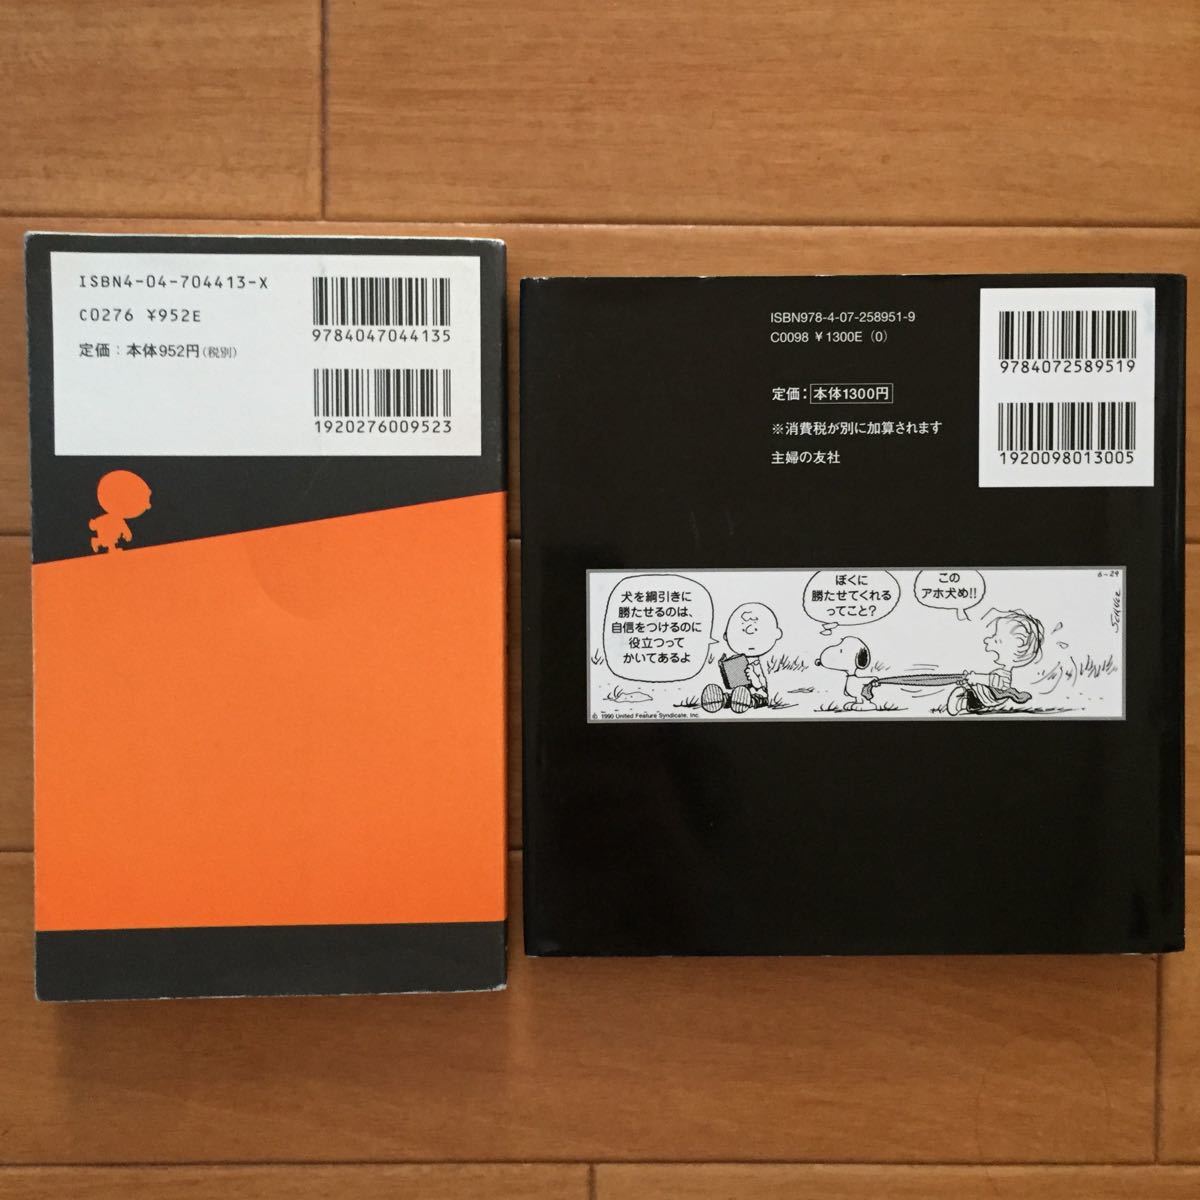 ISBN4-04-704413-X
C0276 ¥952E
定価：本体952円(税別)
9784047044135
1920276009523
ISBN978-4-07-258951-9
C0098 ¥1300E (0)
定価：本体1300円
※消費税が別に加算されます
主婦の友社
9784072589519
1920098013005
犬を綱引きに
勝たせるのは、
自信をつけるのに
役立つって
かいてあるよ
ぼくに
勝たせてくれる
ってこと?
この
アホ犬め!!
6-29
SCHULZ
© 1990 United Feature Syndicate, Inc.